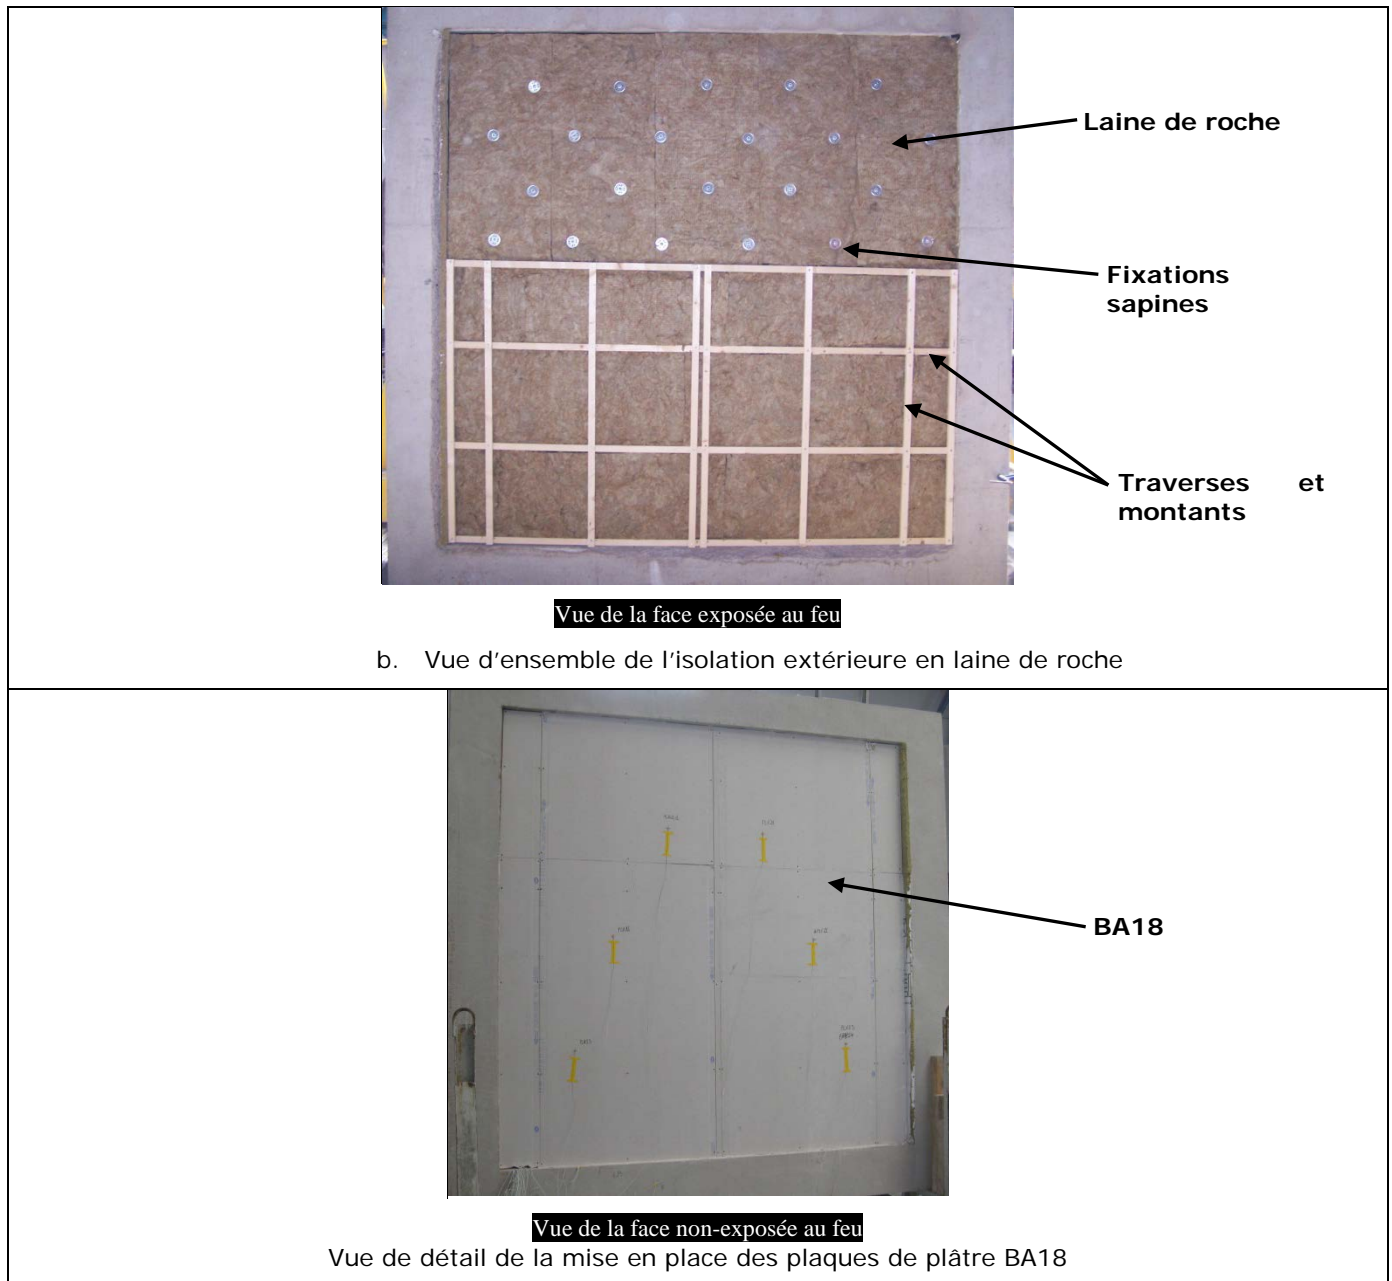 Laine de roche
Fixations
sapines
Traverses et
montants
Vue de la face exposée au feu
b. Vue d'ensemble de l'isolation extérieure en laine de roche
BA18
Vue de la face non-exposée au feu
Vue de détail de la mise en place des plaques de plâtre BA18